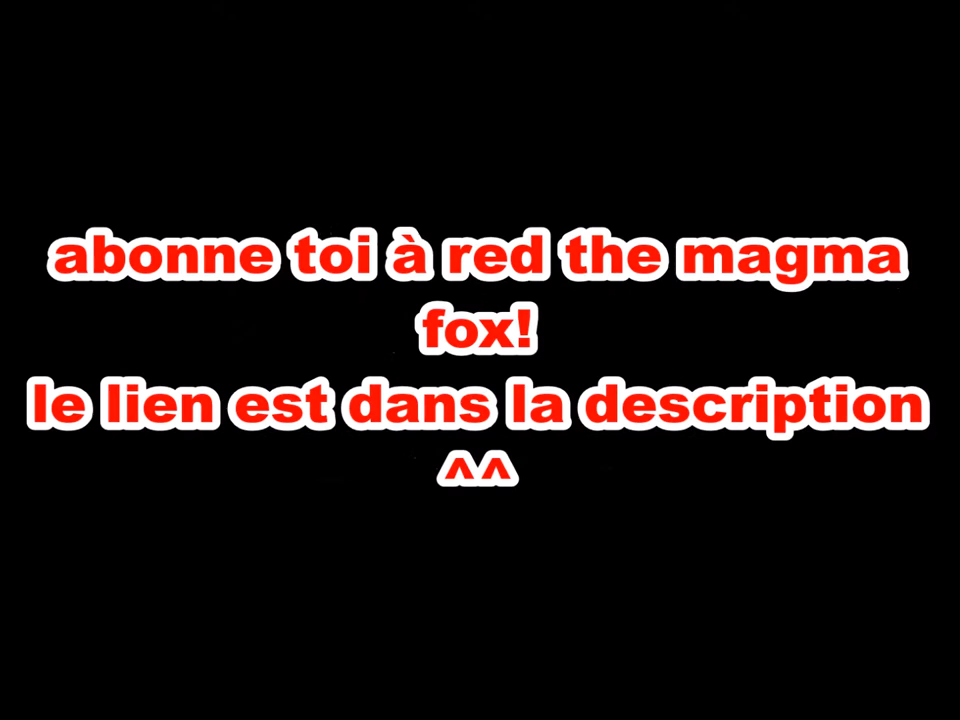 abonne toi à red the magma
fox!
le lien est dans la description
^^